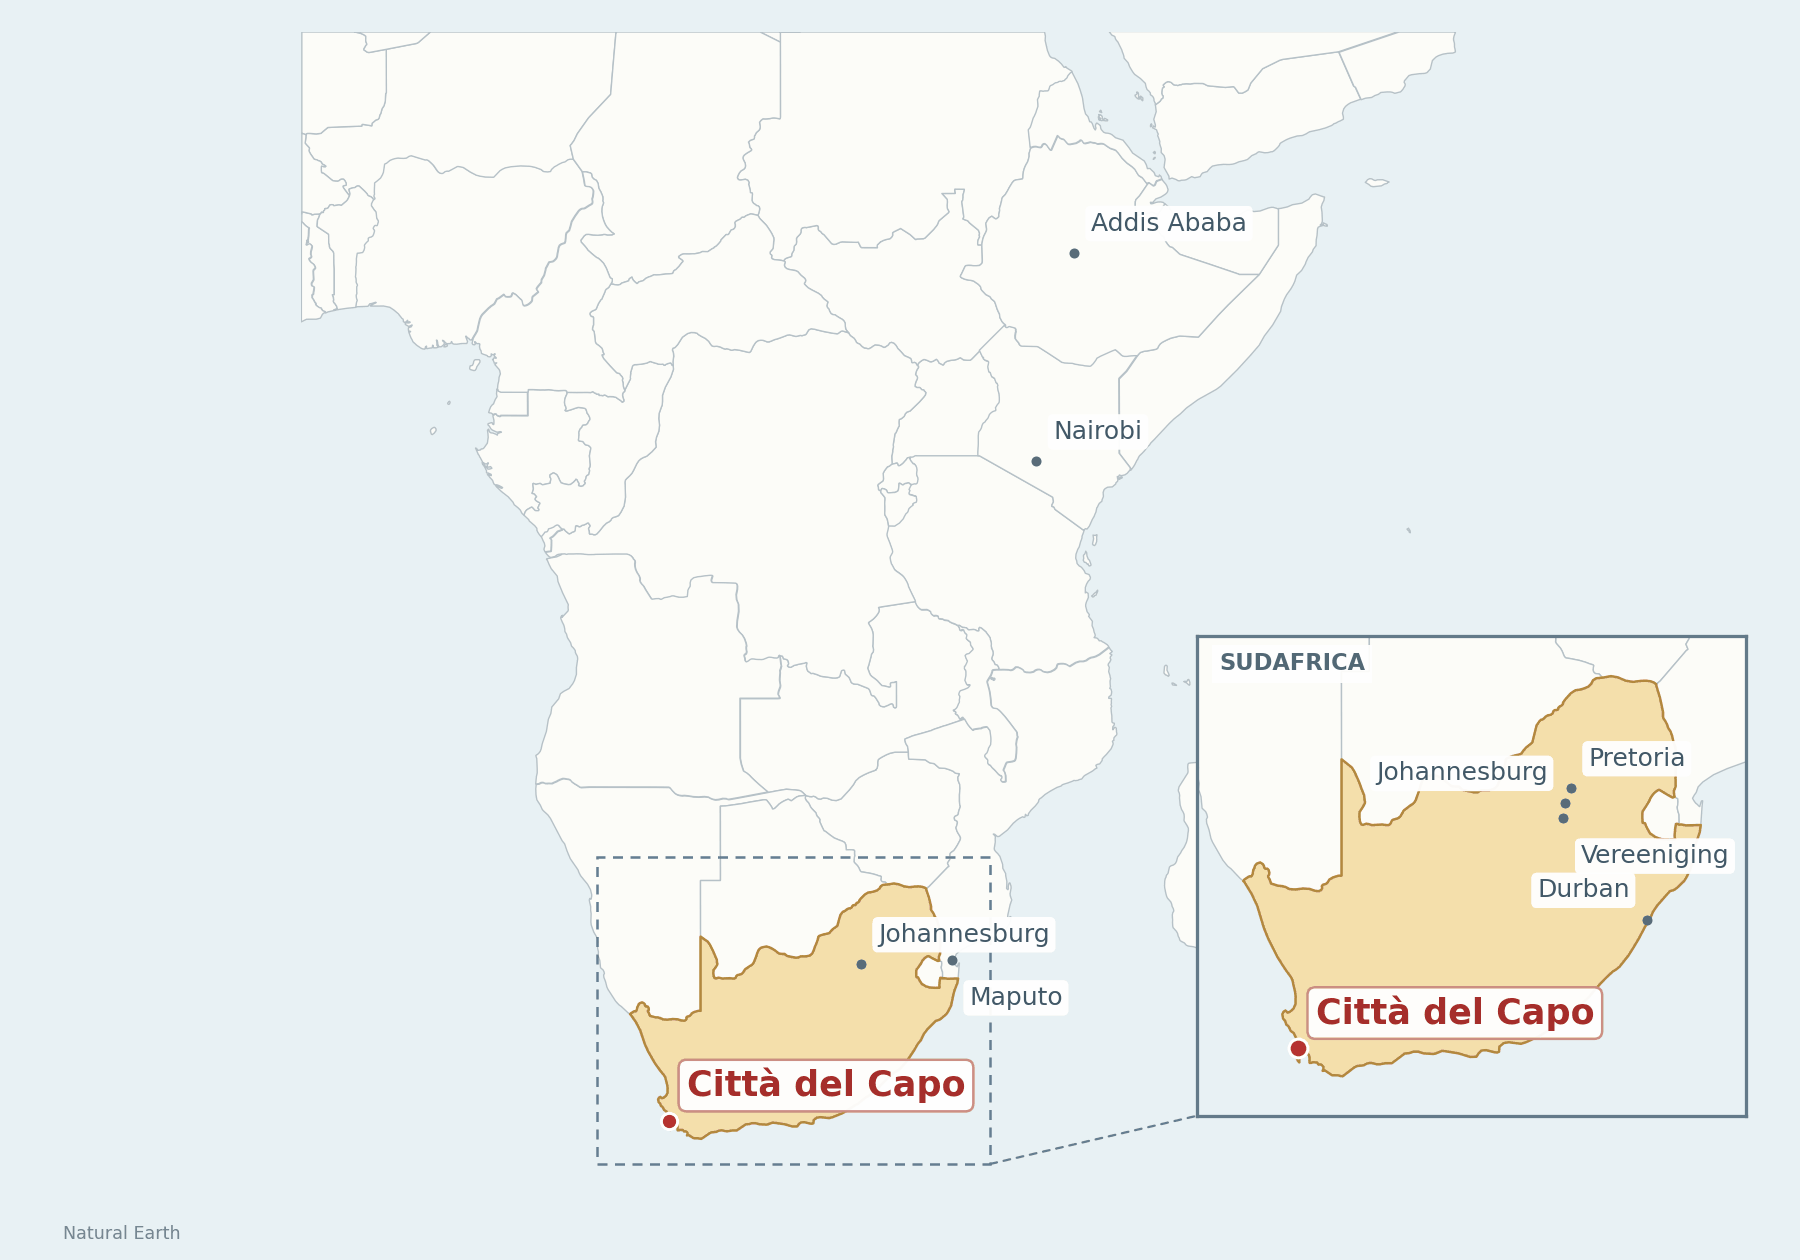 Addis Ababa
Nairobi
SUDAFRICA
Pretoria
Johannesburg
Vereeniging
Durban
Città del Capo
Johannesburg
Maputo
Città del Capo
Natural Earth